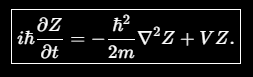 iħ ∂Z/∂t = −ħ²/2m ∇²Z + VZ.